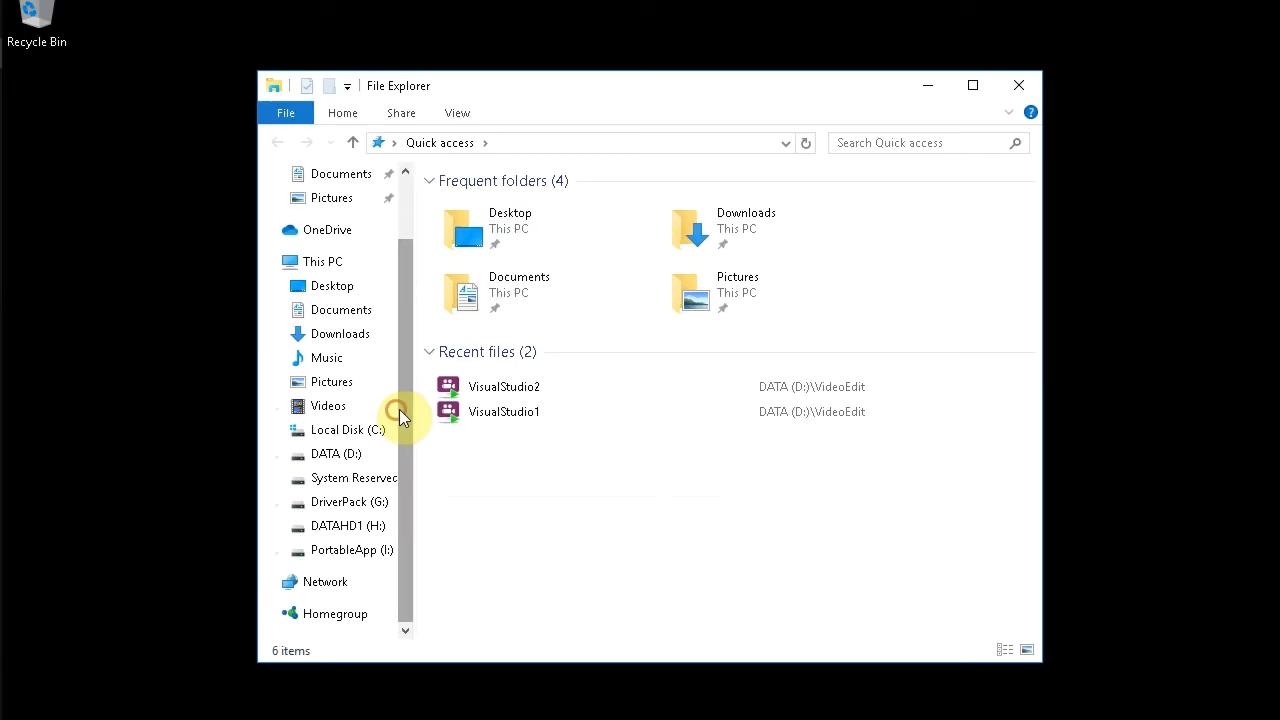 Recycle Bin
File Explorer
File Home Share View
Quick access
Search Quick access
Documents
Pictures
OneDrive
This PC
Desktop
Documents
Downloads
Music
Pictures
Videos
Local Disk (C:)
DATA (D:)
System Reserved
DriverPack (G:)
DATAHD1 (H:)
PortableApp (I:)
Network
Homegroup
Frequent folders (4)
Desktop
This PC
Downloads
This PC
Documents
This PC
Pictures
This PC
Recent files (2)
VisualStudio2 DATA (D:)\VideoEdit
VisualStudio1 DATA (D:)\VideoEdit
6 items